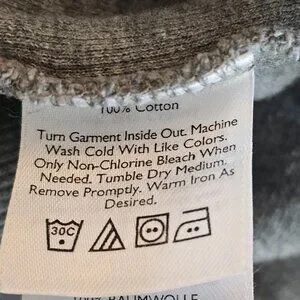 100% Cotton
Turn Garment Inside Out. Machine
Wash Cold With Like Colors.
Only Non-Chlorine Bleach When
Needed. Tumble Dry Medium.
Remove Promptly. Warm Iron As
Desired.
30C
100% BAUMWOLLE